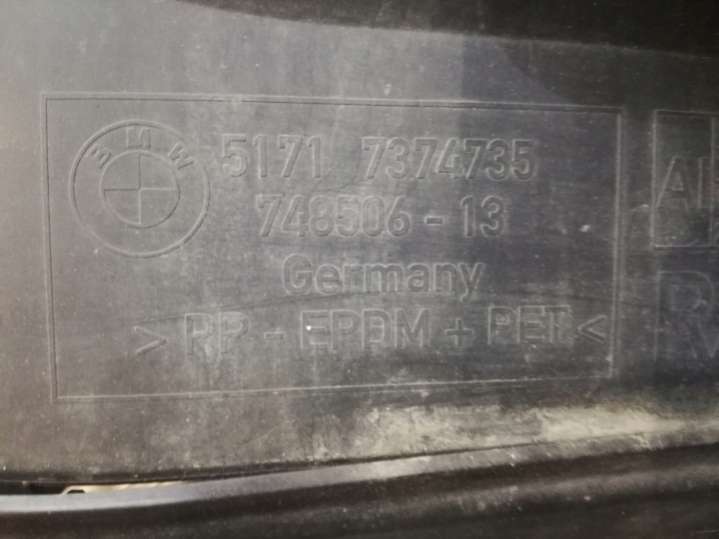 BMW
5171 7374735
748506 - 13
Germany
> PP - EPDM + PET <